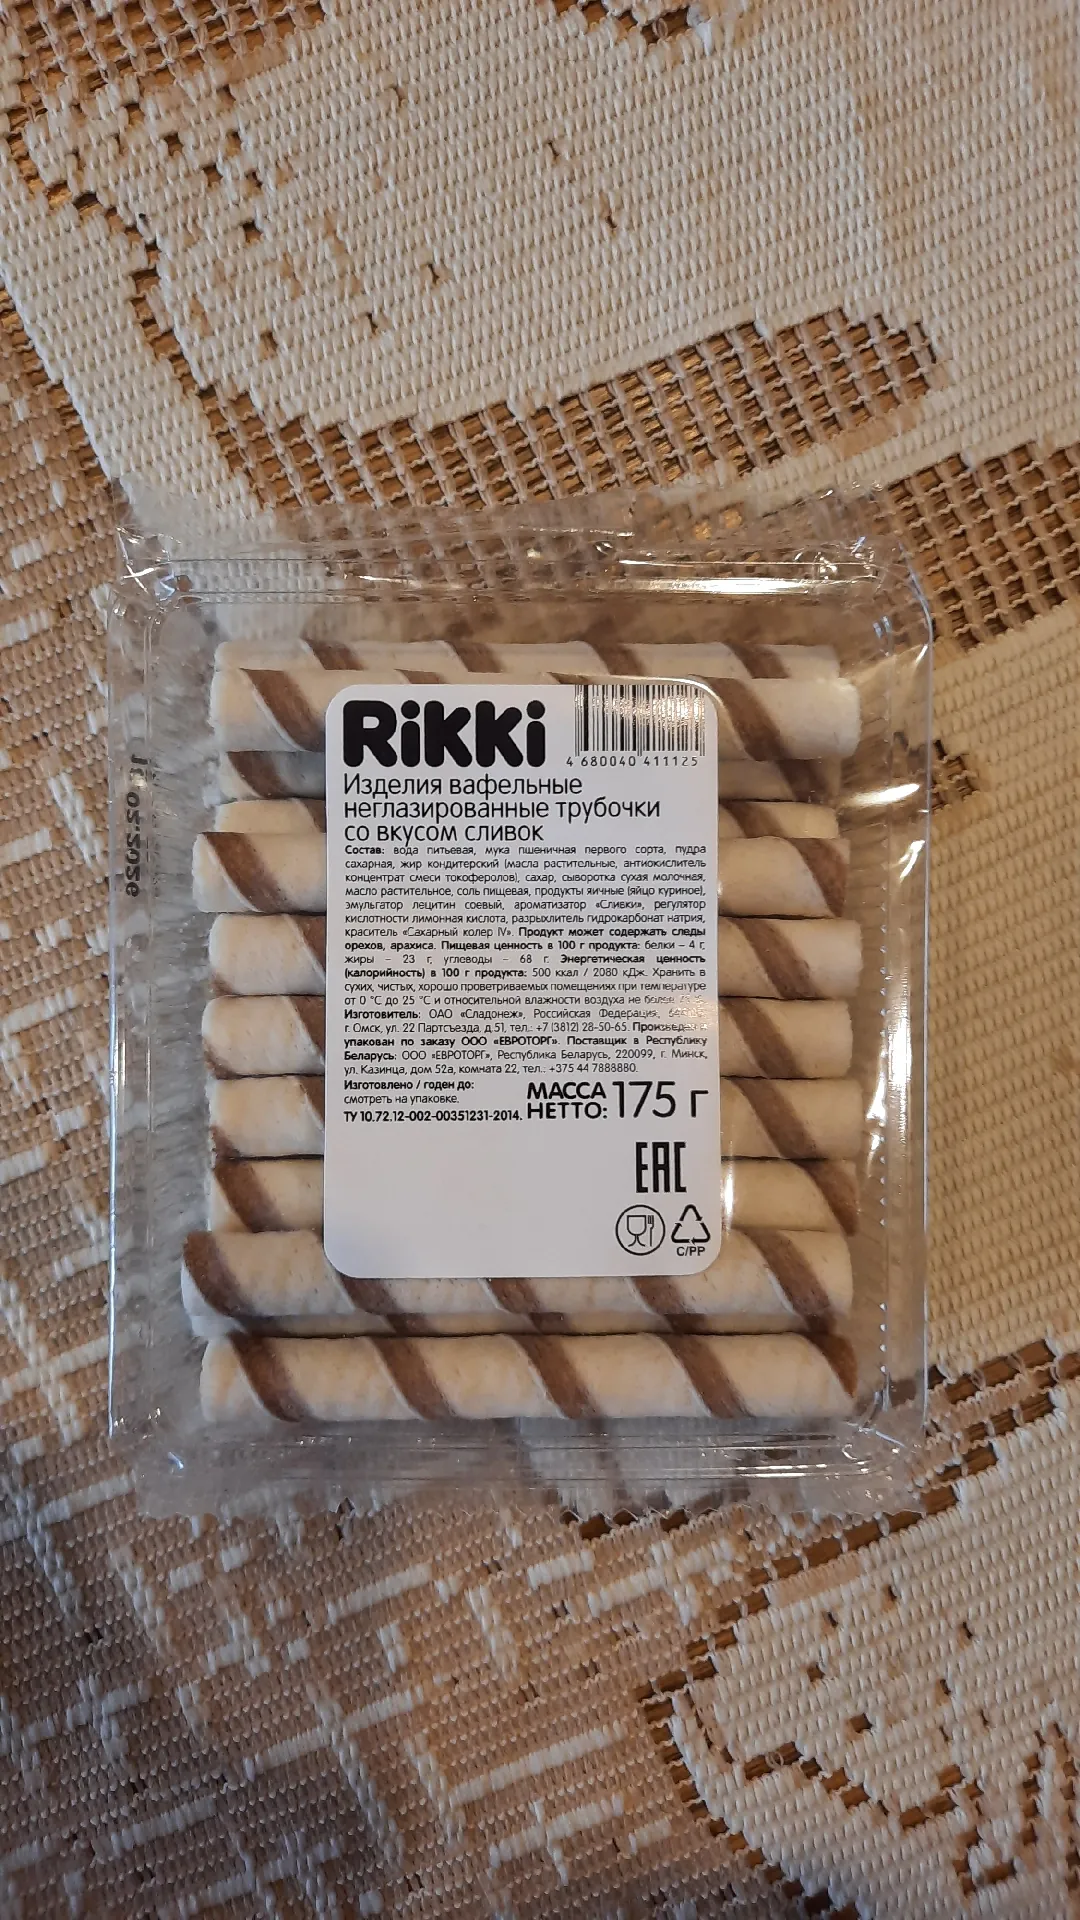 Rikki
4 680040 411125
Изделия вафельные
неглазированные трубочки
со вкусом сливок
Состав: вода питьевая, мука пшеничная первого сорта, пудра
сахарная, жир кондитерский (масла растительные, антиокислитель
концентрат смеси токоферолов), сахар, сыворотка сухая молочная,
масло растительное, соль пищевая, продукты яичные (яйцо куриное),
эмульгатор лецитин соевый, ароматизатор «Сливки», регулятор
кислотности лимонная кислота, разрыхлитель гидрокарбонат натрия,
краситель «Сахарный колер IV». Продукт может содержать следы
орехов, арахиса. Пищевая ценность в 100 г продукта: белки – 4 г,
жиры – 23 г, углеводы – 68 г. Энергетическая ценность
(калорийность) в 100 г продукта: 500 ккал / 2080 кДж. Хранить в
сухих, чистых, хорошо проветриваемых помещениях при температуре
от 0 °C до 25 °C и относительной влажности воздуха не более
Изготовитель: ОАО «Сладонеж», Российская Федерация,
г. Омск, ул. 22 Партсъезда, д.51, тел.: +7 (3812) 28-50-65. Произведен
упакован по заказу ООО «ЕВРОТОРГ». Поставщик в Республику
Беларусь: ООО «ЕВРОТОРГ», Республика Беларусь, 220099, г. Минск,
ул. Казинца, дом 52а, комната 22, тел.: +375 44 7888880.
Изготовлено / годен до:
смотреть на упаковке.
ТУ 10.72.12-002-00351231-2014.
МАССА
НЕТТО: 175 г
EAC
C/PP
02 2026